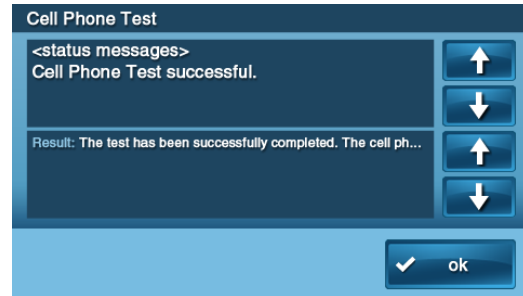 Cell Phone Test
<status messages>
Cell Phone Test successful.
Result: The test has been successfully completed. The cell ph...
ok